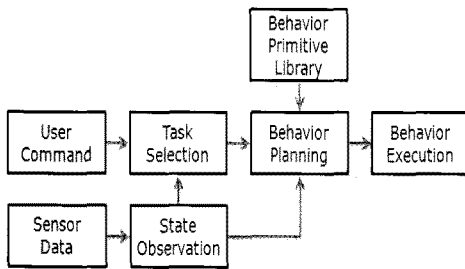 Behavior
Primitive
Library
User
Command
Task
Selection
Behavior
Planning
Behavior
Execution
Sensor
Data
State
Observation